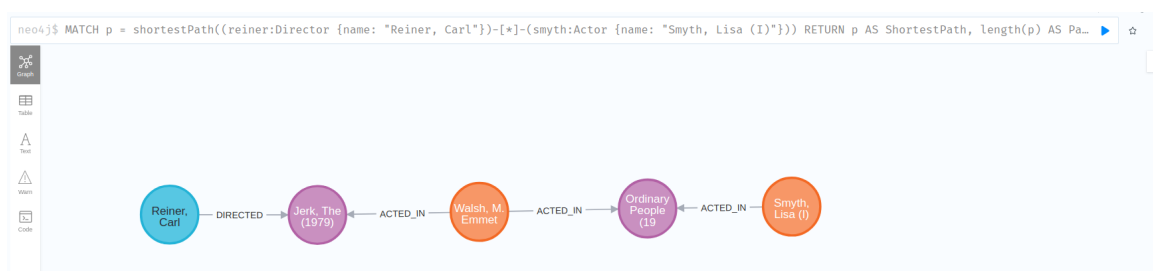 neo4j$ MATCH p = shortestPath((reiner:Director {name: "Reiner, Carl"})-[*]-(smyth:Actor {name: "Smyth, Lisa (I)"})) RETURN p AS ShortestPath, length(p) AS Pa…
Graph
Table
A
Text
Warn
Code
Reiner,
Carl
DIRECTED
Jerk, The
(1979)
ACTED_IN
Walsh, M.
Emmet
ACTED_IN
Ordinary
People
(19
ACTED_IN
Smyth,
Lisa (I)